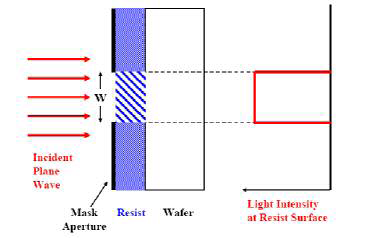 W
Incident
Plane
Wave
Mask
Aperture
Resist
Wafer
Light Intensity
at Resist Surface